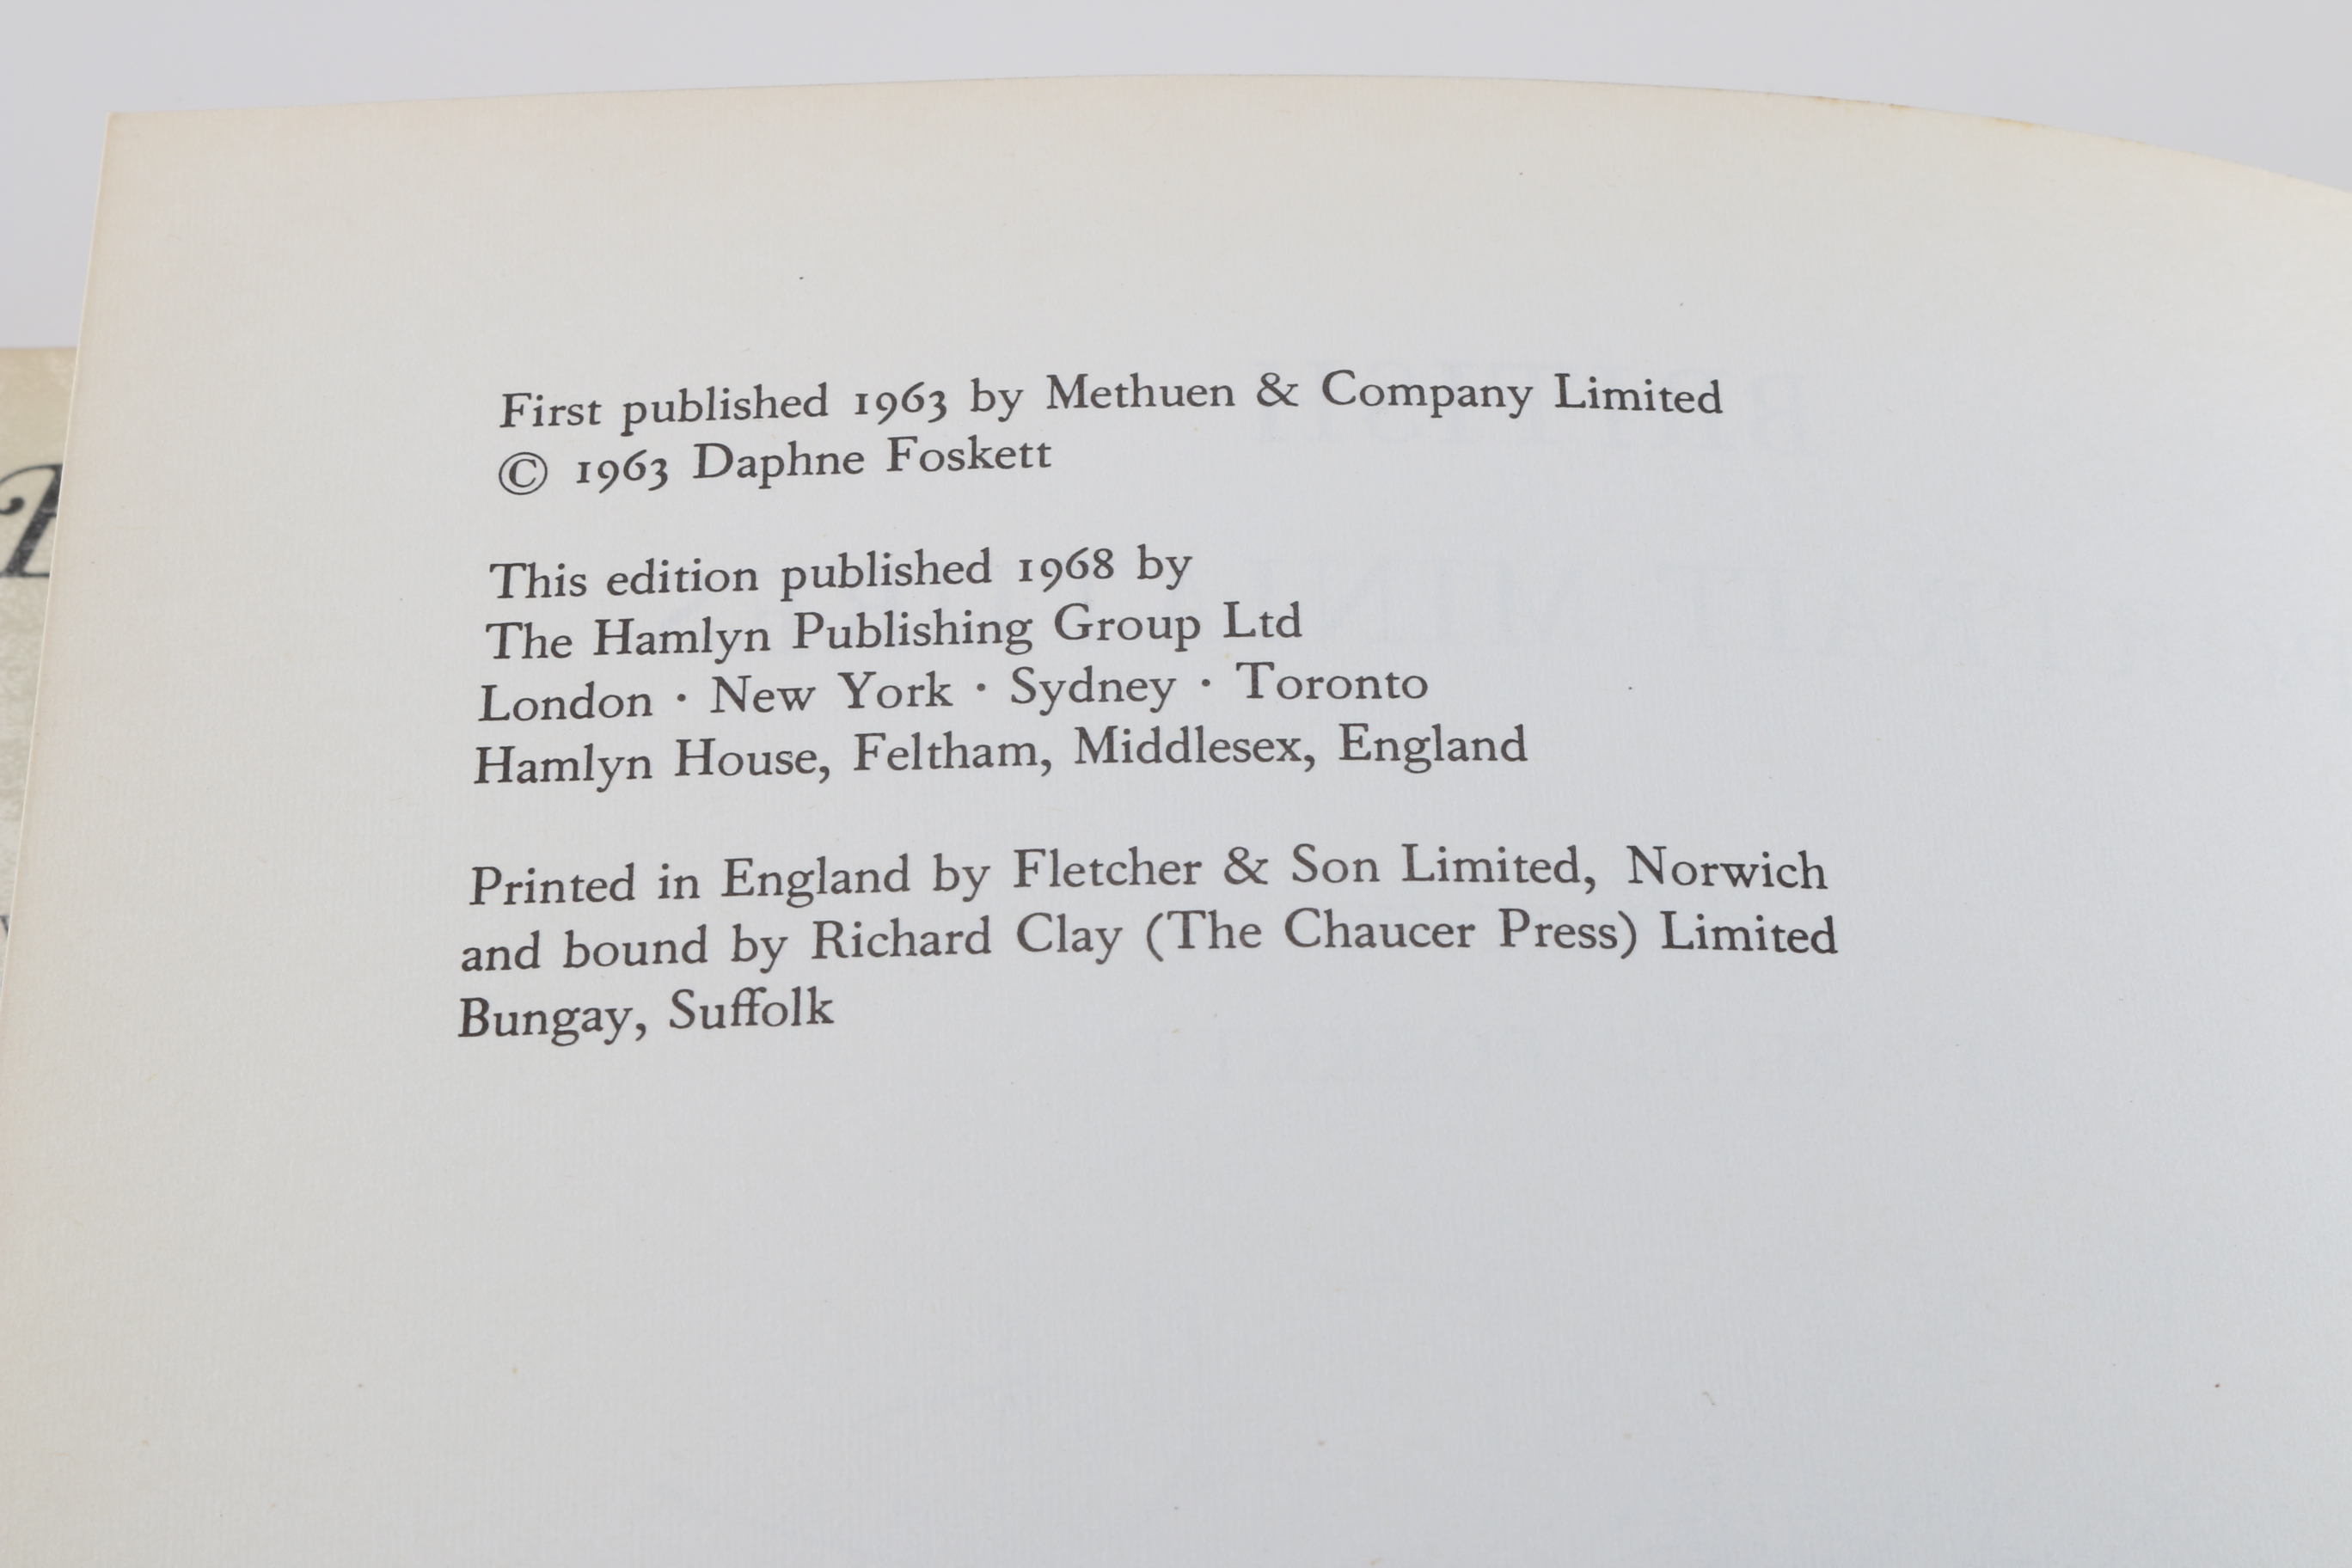 First published 1963 by Methuen & Company Limited
© 1963 Daphne Foskett
This edition published 1968 by
The Hamlyn Publishing Group Ltd
London · New York · Sydney · Toronto
Hamlyn House, Feltham, Middlesex, England
Printed in England by Fletcher & Son Limited, Norwich
and bound by Richard Clay (The Chaucer Press) Limited
Bungay, Suffolk